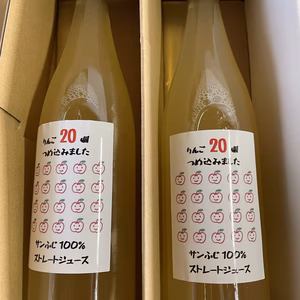 りんご 20 個
つめ込みました
サンふじ 100%
ストレートジュース
りんご 20 個
つめ込みました
サンふじ 100%
ストレートジュース